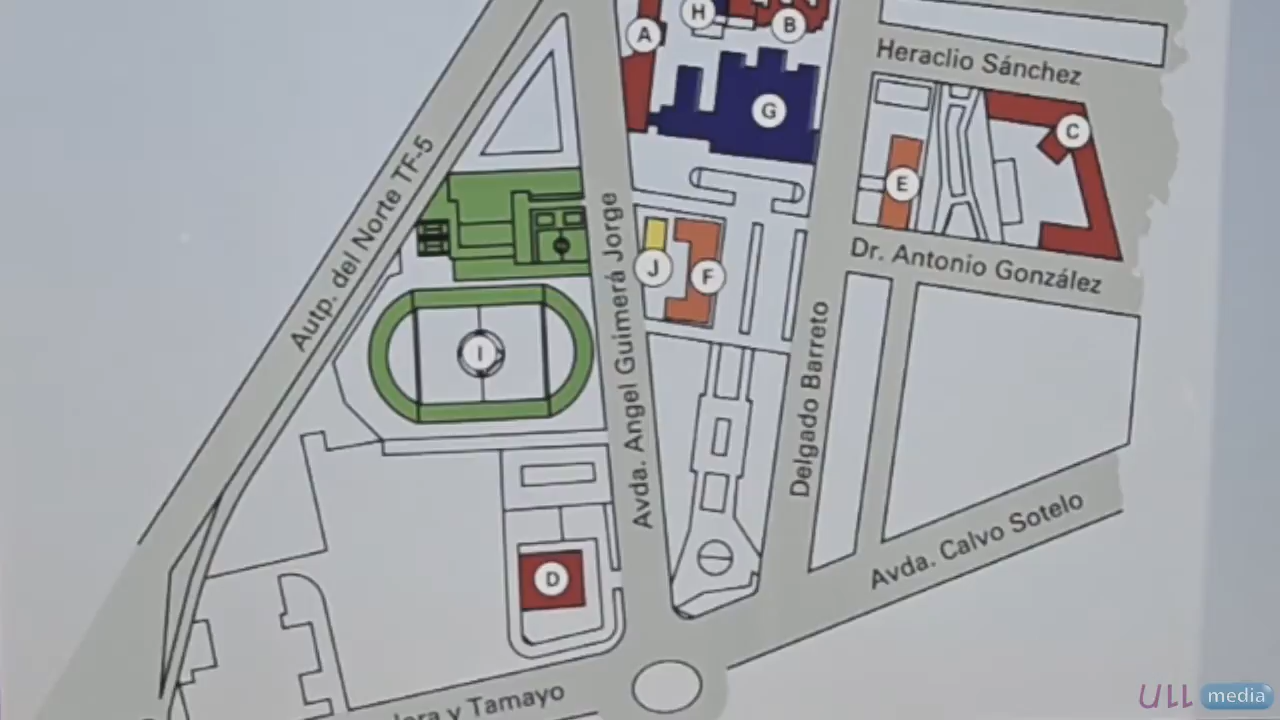 H
B
A
Heraclio Sánchez
G
C
Autp. del Norte TF-5
E
Avda. Angel Guimerá Jorge
J
F
Dr. Antonio González
I
Delgado Barreto
D
Avda. Calvo Sotelo
y Tamayo
ULL media